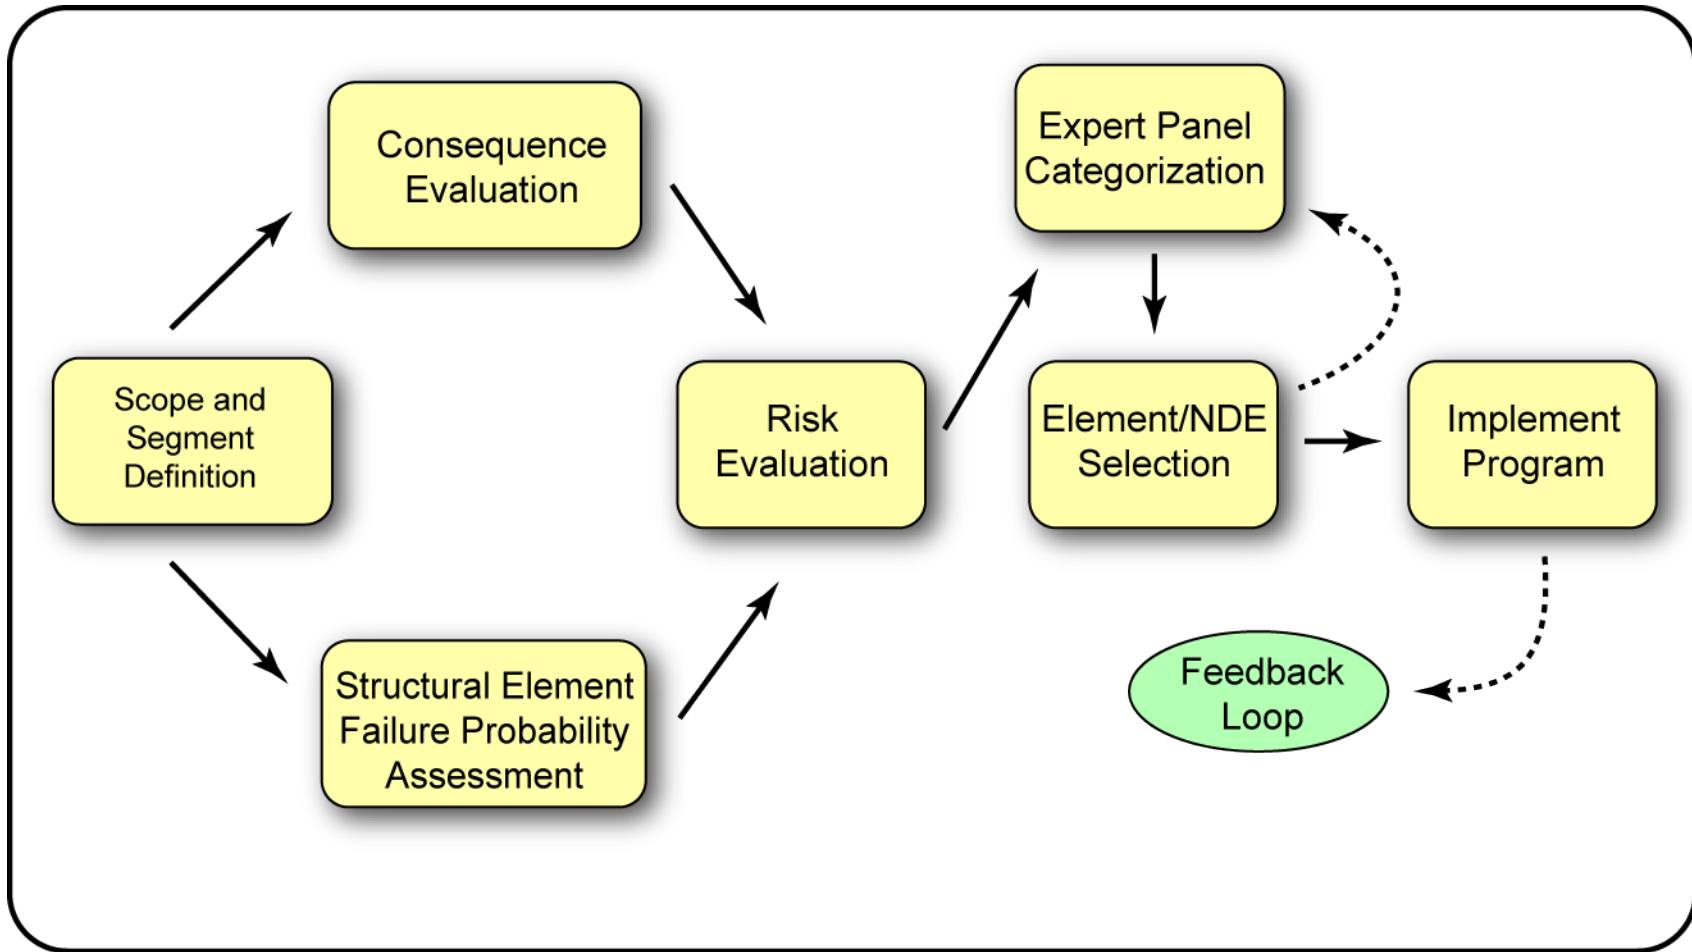 Scope and
Segment
Definition
Consequence
Evaluation
Structural Element
Failure Probability
Assessment
Risk
Evaluation
Expert Panel
Categorization
Element/NDE
Selection
Implement
Program
Feedback
Loop